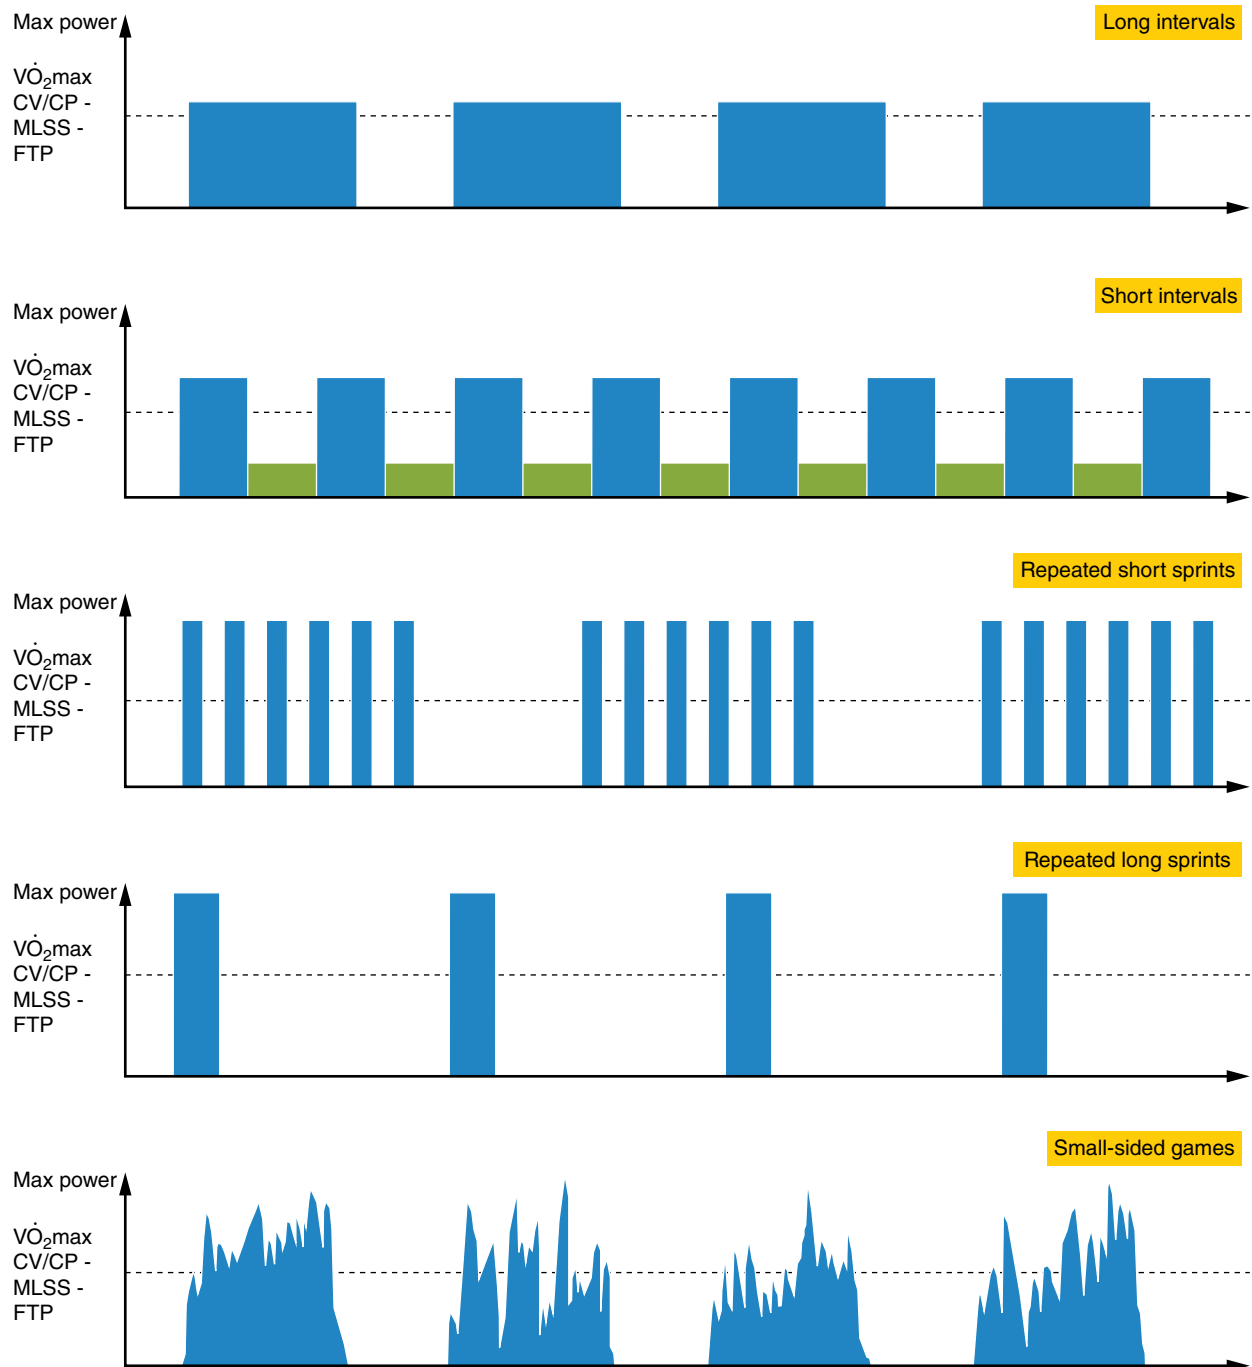 Max power
Long intervals
V̇O₂max
CV/CP -
MLSS -
FTP
Short intervals
Max power
V̇O₂max
CV/CP -
MLSS -
FTP
Repeated short sprints
Max power
V̇O₂max
CV/CP -
MLSS -
FTP
Repeated long sprints
Max power
V̇O₂max
CV/CP -
MLSS -
FTP
Small-sided games
Max power
V̇O₂max
CV/CP -
MLSS -
FTP